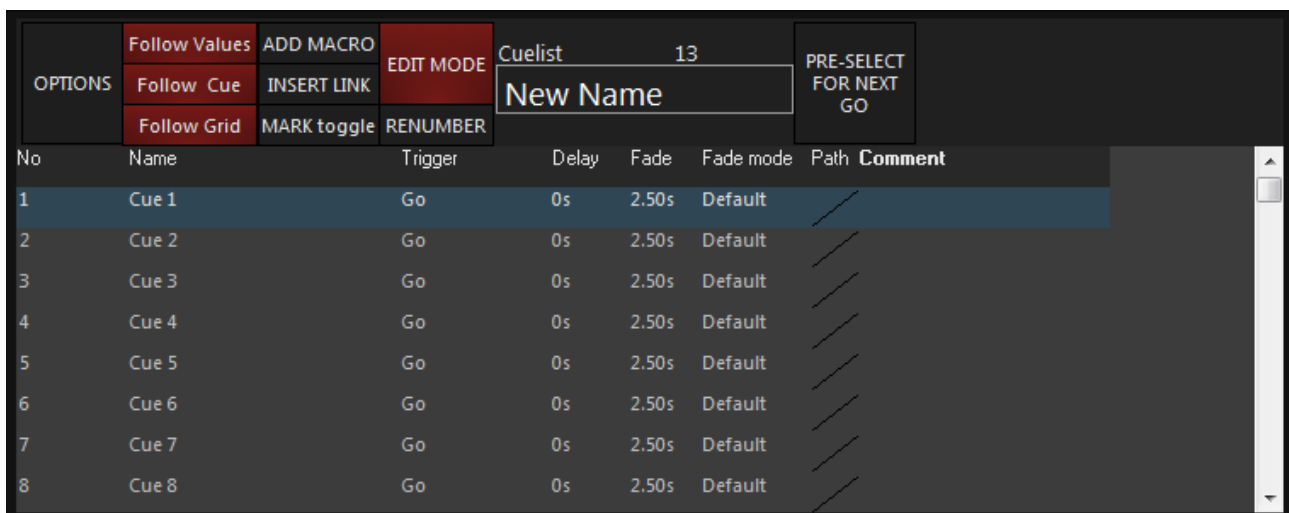 OPTIONS
Follow Values
Follow Cue
Follow Grid
ADD MACRO
INSERT LINK
MARK toggle
EDIT MODE
RENUMBER
Cuelist 13
New Name
PRE-SELECT
FOR NEXT
GO
No Name Trigger Delay Fade Fade mode Path Comment
1 Cue 1 Go 0s 2.50s Default
2 Cue 2 Go 0s 2.50s Default
3 Cue 3 Go 0s 2.50s Default
4 Cue 4 Go 0s 2.50s Default
5 Cue 5 Go 0s 2.50s Default
6 Cue 6 Go 0s 2.50s Default
7 Cue 7 Go 0s 2.50s Default
8 Cue 8 Go 0s 2.50s Default